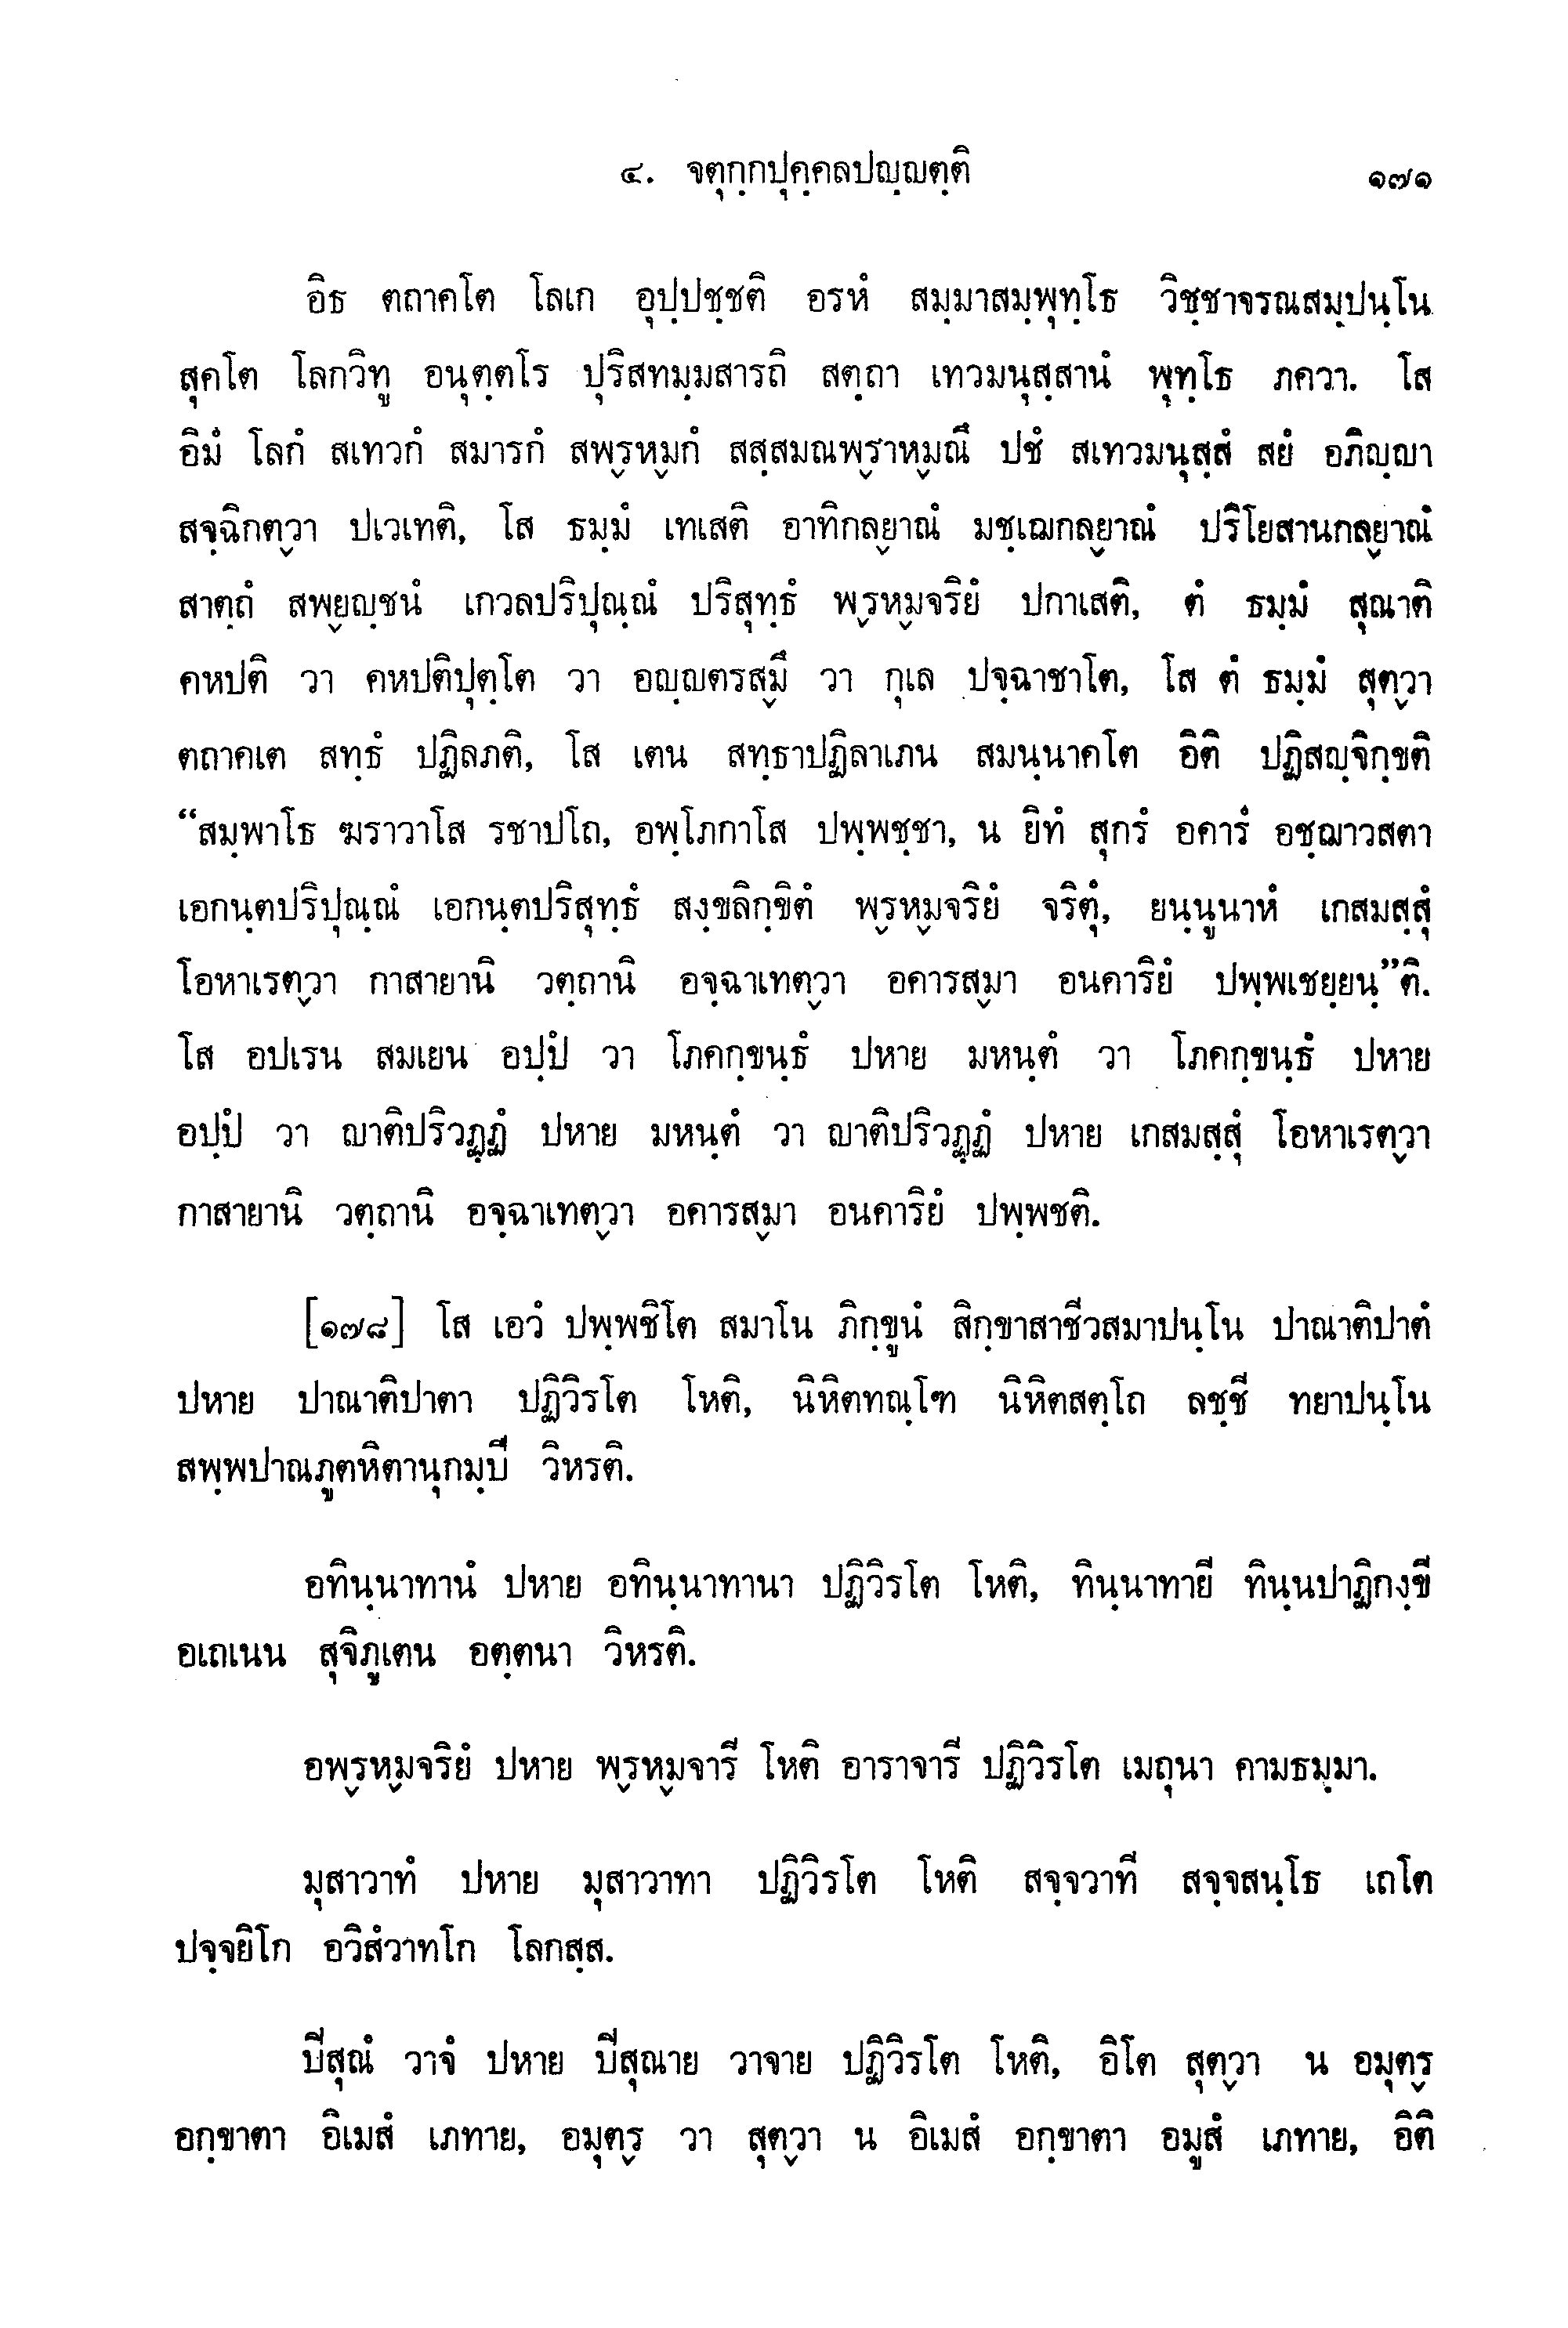 ๔. จตุกฺกปุคฺคลปญฺญตฺติ ๑๗๑
อิธ ตถาคโต โลเก อุปฺปชฺชติ อรหํ สมฺมาสมฺพุทฺโธ วิชฺชาจรณสมฺปนฺโน
สุคโต โลกวิทู อนุตฺตโร ปุริสทมฺมสารถิ สตฺถา เทวมนุสฺสานํ พุทฺโธ ภควา. โส
อิมํ โลกํ สเทวกํ สมารกํ สพ๎รห๎มกํ สสฺสมณพ๎ราห๎มณึ ปชํ สเทวมนุสฺสํ สยํ อภิญฺญา
สจฺฉิกต๎วา ปเวเทติ, โส ธมฺมํ เทเสติ อาทิกล๎ยาณํ มชฺเฌกล๎ยาณํ ปริโยสานกล๎ยาณํ
สาตฺถํ สพ๎ยญฺชนํ เกวลปริปุณฺณํ ปริสุทฺธํ พ๎รห๎มจริยํ ปกาเสติ, ตํ ธมฺมํ สุณาติ
คหปติ วา คหปติปุตฺโต วา อญฺญตรส๎มึ วา กุเล ปจฺฉาชาโต, โส ตํ ธมฺมํ สุต๎วา
ตถาคเต สทฺธํ ปฏิลภติ, โส เตน สทฺธาปฏิลาเภน สมนฺนาคโต อิติ ปฏิสญฺจิกฺขติ
“สมฺพาโธ ฆราวาโส รชาปโถ, อพฺโภกาโส ปพฺพชฺชา, น ยิทํ สุกรํ อคารํ อชฺฌาวสตา
เอกนฺตปริปุณฺณํ เอกนฺตปริสุทฺธํ สงฺขลิกฺขิตํ พ๎รห๎มจริยํ จริตุํ, ยนฺนูนาหํ เกสมสฺสุํ
โอหาเรต๎วา กาสายานิ วตฺถานิ อจฺฉาเทต๎วา อคารส๎มา อนคาริยํ ปพฺพเชยฺยนฺ”ติ.
โส อปเรน สมเยน อปฺปํ วา โภคกฺขนฺธํ ปหาย มหนฺตํ วา โภคกฺขนฺธํ ปหาย
อปฺปํ วา ญาติปริวฏฺฏํ ปหาย มหนฺตํ วา ญาติปริวฏฺฏํ ปหาย เกสมสฺสุํ โอหาเรต๎วา
กาสายานิ วตฺถานิ อจฺฉาเทต๎วา อคารส๎มา อนคาริยํ ปพฺพชติ.
[๑๗๘] โส เอวํ ปพฺพชิโต สมาโน ภิกฺขูนํ สิกฺขาสาชีวสมาปนฺโน ปาณาติปาตํ
ปหาย ปาณาติปาตา ปฏิวิรโต โหติ, นิหิตทณฺโฑ นิหิตสตฺโถ ลชฺชี ทยาปนฺโน
สพฺพปาณภูตหิตานุกมฺปี วิหรติ.
อทินฺนาทานํ ปหาย อทินฺนาทานา ปฏิวิรโต โหติ, ทินฺนาทายี ทินฺนปาฏิกงฺขี
อเถเนน สุจิภูเตน อตฺตนา วิหรติ.
อพ๎รห๎มจริยํ ปหาย พ๎รห๎มจารี โหติ อาราจารี ปฏิวิรโต เมถุนา คามธมฺมา.
มุสาวาทํ ปหาย มุสาวาทา ปฏิวิรโต โหติ สจฺจวาที สจฺจสนฺโธ เถโต
ปจฺจยิโก อวิสํวาทโก โลกสฺส.
ปีสุณํ วาจํ ปหาย ปีสุณาย วาจาย ปฏิวิรโต โหติ, อิโต สุต๎วา น อมุต๎ร
อกฺขาตา อิเมสํ เภทาย, อมุต๎ร วา สุต๎วา น อิเมสํ อกฺขาตา อมูสํ เภทาย, อิติ